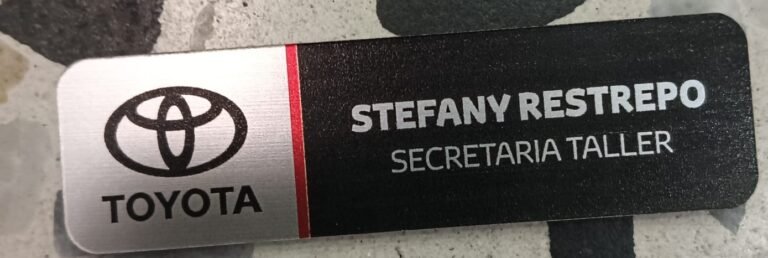 TOYOTA
STEFANY RESTREPO
SECRETARIA TALLER